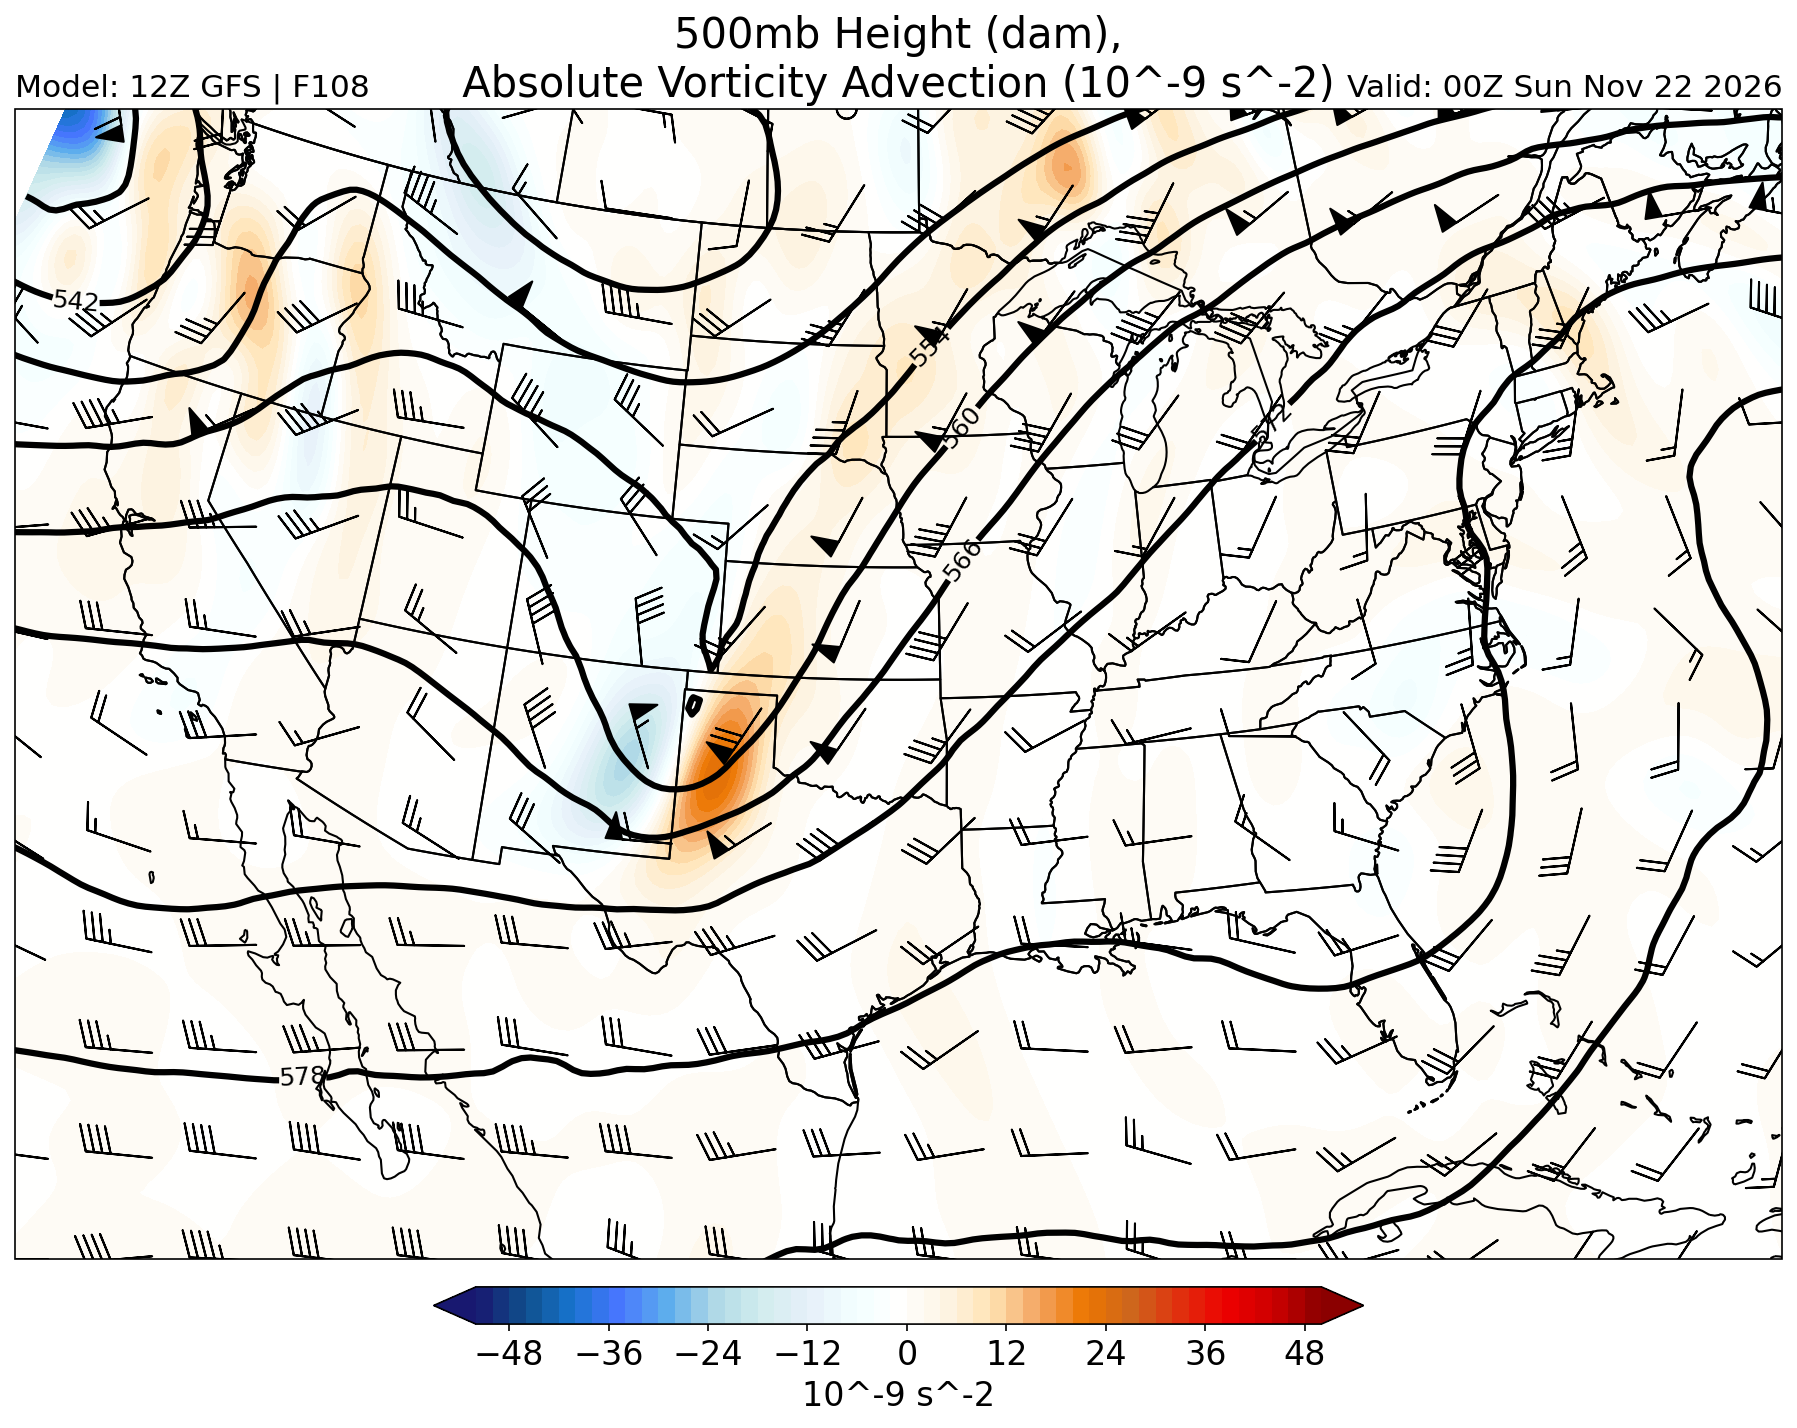 500mb Height (dam),
Model: 12Z GFS | F108
Absolute Vorticity Advection (10^-9 s^-2)
Valid: 00Z Sun Nov 22 2026
542
554
560
572
566
578
−48 −36 −24 −12 0 12 24 36 48
10^-9 s^-2